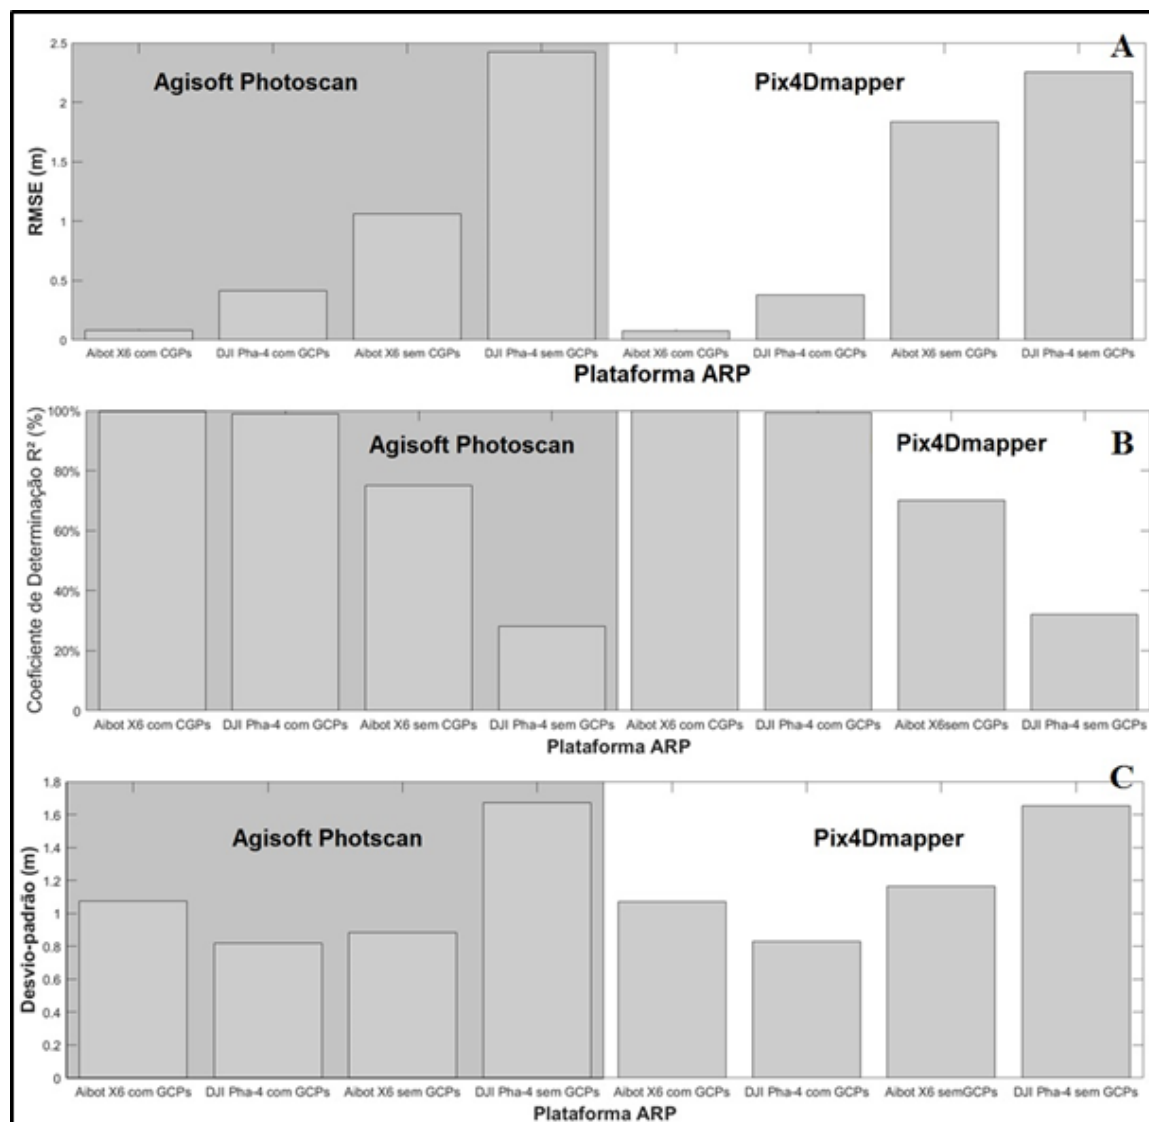 A
Agisoft Photoscan
Pix4Dmapper
RMSE (m)
2.5
2
1.5
1
0.5
0
Aibot X6 com CGPs DJI Pha-4 com GCPs Aibot X6 sem CGPs DJI Pha-4 sem GCPs Aibot X6 com CGPs DJI Pha-4 com GCPs Aibot X6 sem CGPs DJI Pha-4 sem GCPs
Plataforma ARP
B
Agisoft Photoscan
Pix4Dmapper
Coeficiente de Determinação R² (%)
100%
80%
60%
40%
20%
0
Aibot X6 com CGPs DJI Pha-4 com GCPs Aibot X6 sem CGPs DJI Pha-4 sem GCPs Aibot X6 com CGPs DJI Pha-4 com GCPs Aibot X6sem CGPs DJI Pha-4 sem GCPs
Plataforma ARP
C
Agisoft Photscan
Pix4Dmapper
Desvio-padrão (m)
1.8
1.6
1.4
1.2
1
0.8
0.6
0.4
0.2
0
Aibot X6 com GCPs DJI Pha-4 com GCPs Aibot X6 sem GCPs DJI Pha-4 sem GCPs Aibot X6 com GCPs DJI Pha-4 com GCPs Aibot X6 semGCPs DJI Pha-4 sem GCPs
Plataforma ARP